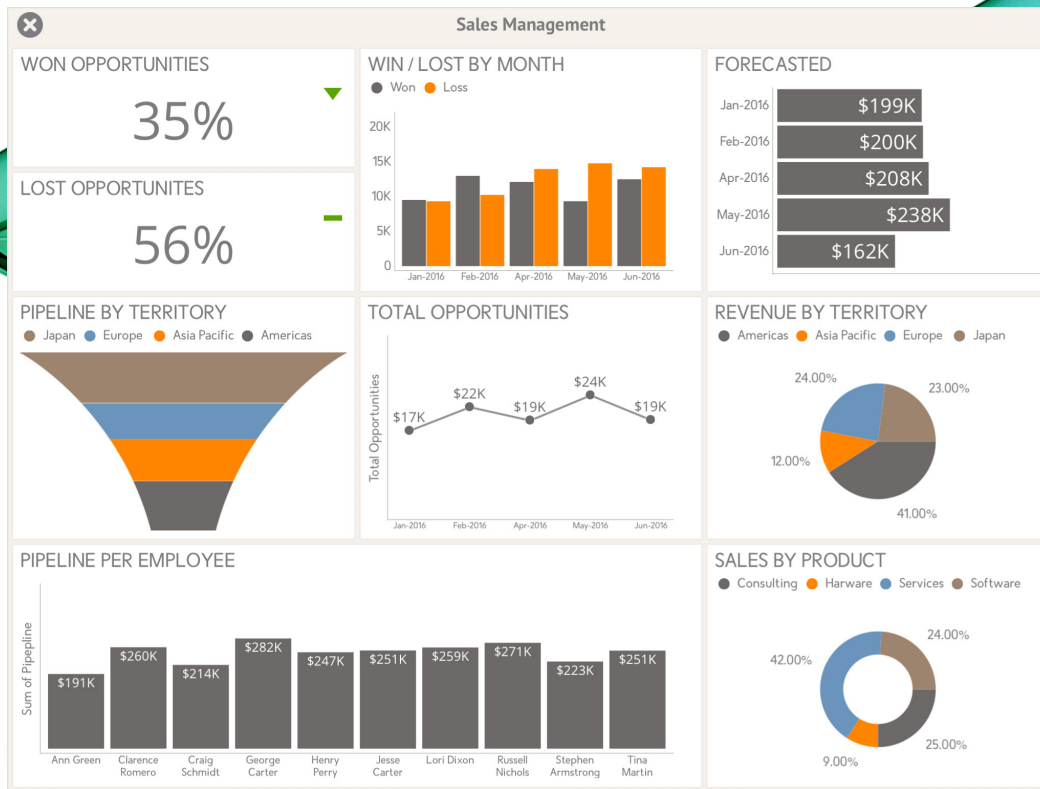 Sales Management
WON OPPORTUNITIES
35%
LOST OPPORTUNITES
56%
WIN / LOST BY MONTH
Won Loss
20K
15K
10K
5K
0
Jan-2016 Feb-2016 Apr-2016 May-2016 Jun-2016
FORECASTED
Jan-2016 $199K
Feb-2016 $200K
Apr-2016 $208K
May-2016 $238K
Jun-2016 $162K
PIPELINE BY TERRITORY
Japan Europe Asia Pacific Americas
TOTAL OPPORTUNITIES
Total Opportunities
$17K $22K $19K $24K $19K
Jan-2016 Feb-2016 Apr-2016 May-2016 Jun-2016
REVENUE BY TERRITORY
Americas Asia Pacific Europe Japan
24.00% 23.00%
12.00%
41.00%
PIPELINE PER EMPLOYEE
Sum of Pipepline
$191K $260K $214K $282K $247K $251K $259K $271K $223K $251K
Ann Green Clarence Craig George Henry Jesse Lori Dixon Russell Stephen Tina
Romero Schmidt Carter Perry Carter Nichols Armstrong Martin
SALES BY PRODUCT
Consulting Harware Services Software
24.00%
42.00%
25.00%
9.00%